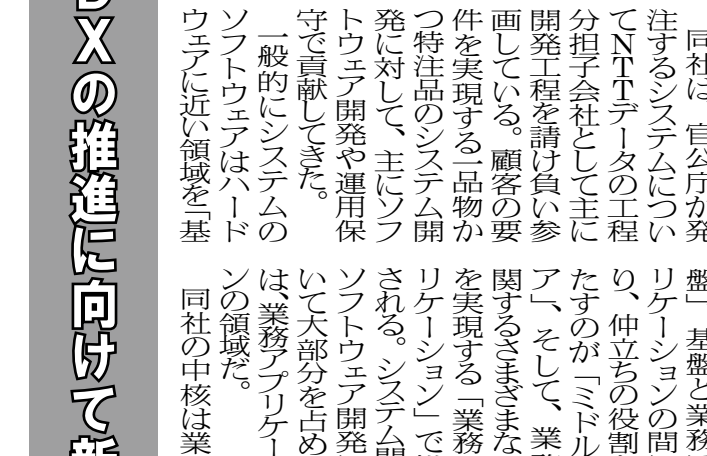 DXの推進に向けて新
同社は、官公庁が発
注するシステムについ
てNTTデータの工程
分担子会社として主に
開発工程を請け負い参
画している。顧客の要
件を実現する一品物か
つ特注品のシステム開
発に対して、主にソフ
トウェア開発や運用保
守で貢献してきた。
一般的にシステムの
ソフトウェアはハード
ウェアに近い領域を「基
盤」、基盤と業務
リケーションの間
り、仲立ちの役割
たすのが「ミドル
ア」、そして、業務
関するさまざまな
を実現する「業務
リケーション」で
される。システム開
ソフトウェア開発
いて大部分を占め
は、業務アプリケー
ンの領域だ。
同社の中核は業